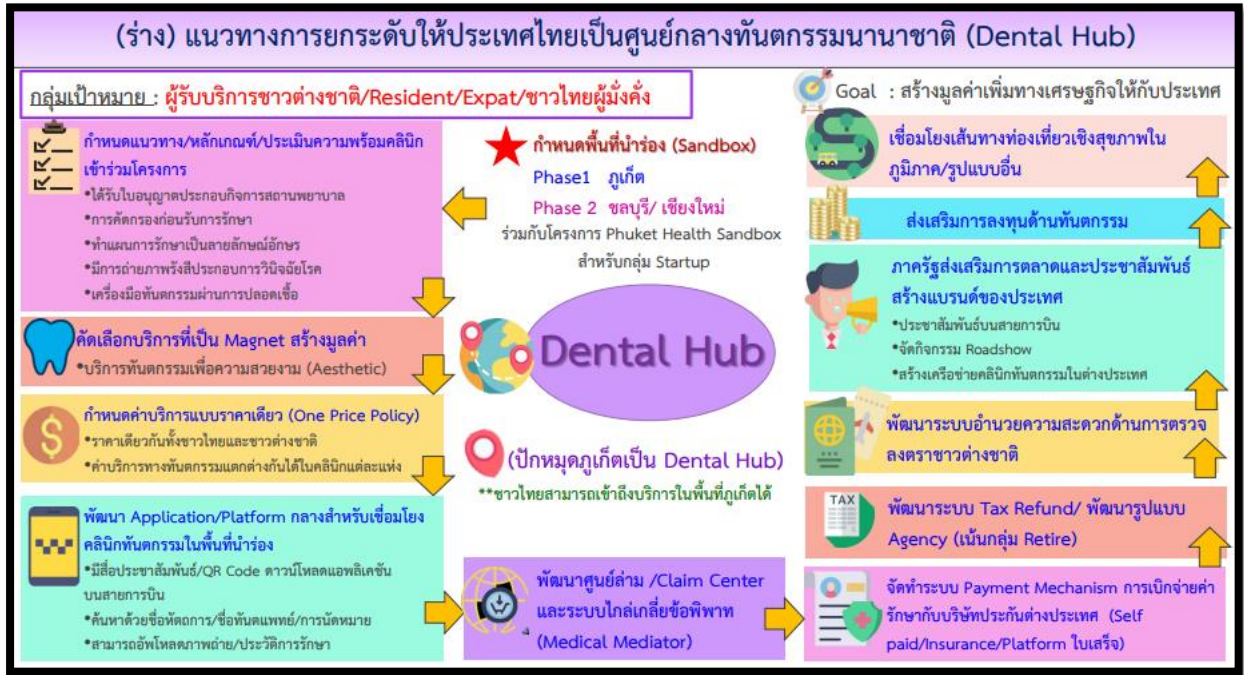 (ร่าง) แนวทางการยกระดับให้ประเทศไทยเป็นศูนย์กลางทันตกรรมนานาชาติ (Dental Hub)
กลุ่มเป้าหมาย : ผู้รับบริการชาวต่างชาติ/Resident/Expat/ชาวไทยผู้มั่งคั่ง
Goal : สร้างมูลค่าเพิ่มทางเศรษฐกิจให้กับประเทศ
กำหนดพื้นที่นำร่อง (Sandbox)
Phase1 ภูเก็ต
Phase 2 ชลบุรี/ เชียงใหม่
ร่วมกับโครงการ Phuket Health Sandbox
สำหรับกลุ่ม Startup
กำหนดแนวทาง/หลักเกณฑ์/ประเมินความพร้อมคลินิก
เข้าร่วมโครงการ
•ได้รับใบอนุญาตประกอบกิจการสถานพยาบาล
•การคัดกรองก่อนรับการรักษา
•ทำแผนการรักษาเป็นลายลักษณ์อักษร
•มีการถ่ายภาพรังสีประกอบการวินิจฉัยโรค
•เครื่องมือทันตกรรมผ่านการปลอดเชื้อ
คัดเลือกบริการที่เป็น Magnet สร้างมูลค่า
•บริการทันตกรรมเพื่อความสวยงาม (Aesthetic)
กำหนดค่าบริการแบบราคาเดียว (One Price Policy)
•ราคาเดียวกันทั้งชาวไทยและชาวต่างชาติ
•ค่าบริการทางทันตกรรมแตกต่างกันได้ในคลินิกแต่ละแห่ง
พัฒนา Application/Platform กลางสำหรับเชื่อมโยง
คลินิกทันตกรรมในพื้นที่นำร่อง
•มีสื่อประชาสัมพันธ์/QR Code ดาวน์โหลดแอพลิเคชัน
บนสายการบิน
•ค้นหาด้วยชื่อหัตถการ/ชื่อทันตแพทย์/การนัดหมาย
•สามารถอัพโหลดภาพถ่าย/ประวัติการรักษา
Dental Hub
(ปักหมุดภูเก็ตเป็น Dental Hub)
**ชาวไทยสามารถเข้าถึงบริการในพื้นที่ภูเก็ตได้
พัฒนาศูนย์ล่าม /Claim Center
และระบบไกล่เกลี่ยข้อพิพาท
(Medical Mediator)
จัดทำระบบ Payment Mechanism การเบิกจ่ายค่า
รักษากับบริษัทประกันต่างประเทศ (Self
paid/Insurance/Platform ใบเสร็จ)
TAX
พัฒนาระบบ Tax Refund/ พัฒนารูปแบบ
Agency (เน้นกลุ่ม Retire)
พัฒนาระบบอำนวยความสะดวกด้านการตรวจ
ลงตราชาวต่างชาติ
ภาครัฐส่งเสริมการตลาดและประชาสัมพันธ์
สร้างแบรนด์ของประเทศ
•ประชาสัมพันธ์บนสายการบิน
•จัดกิจกรรม Roadshow
•สร้างเครือข่ายคลินิกทันตกรรมในต่างประเทศ
ส่งเสริมการลงทุนด้านทันตกรรม
เชื่อมโยงเส้นทางท่องเที่ยวเชิงสุขภาพใน
ภูมิภาค/รูปแบบอื่น